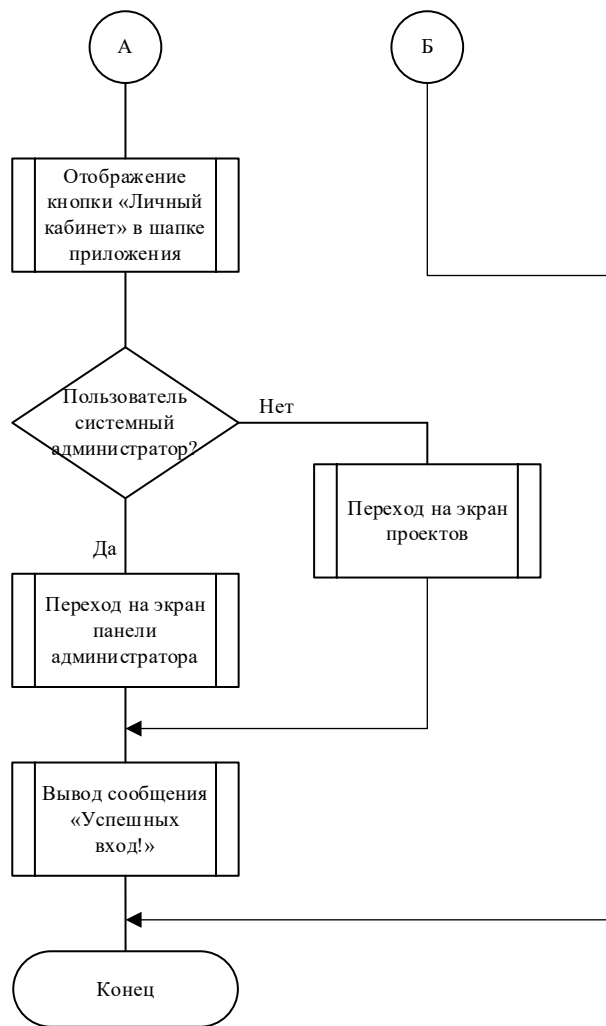 А
Б
Отображение
кнопки «Личный
кабинет» в шапке
приложения
Пользователь
системный
администратор?
Нет
Переход на экран
проектов
Да
Переход на экран
панели
администратора
Вывод сообщения
«Успешных
вход!»
Конец